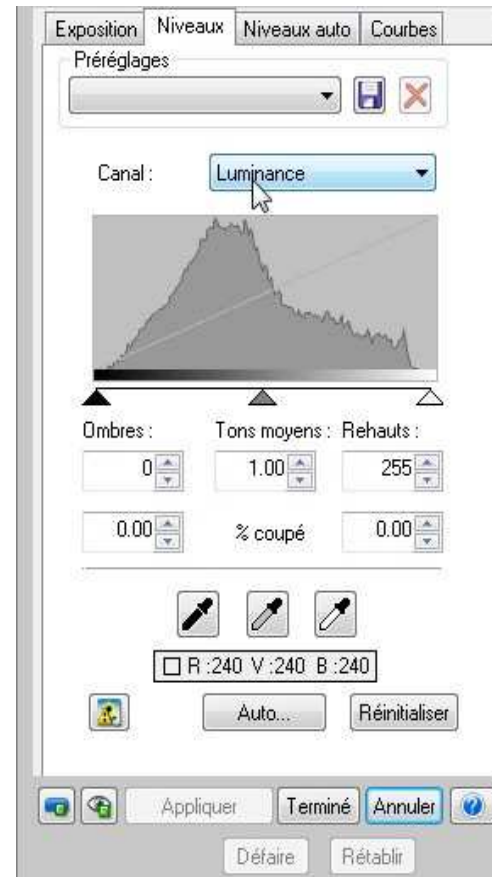 Exposition Niveaux Niveaux auto Courbes
Préréglages
Canal : Luminance
Ombres : Tons moyens : Rehauts :
0 1.00 255
0.00 % coupé 0.00
R :240 V :240 B :240
Auto... Réinitialiser
Appliquer Terminé Annuler ?
Défaire Rétablir